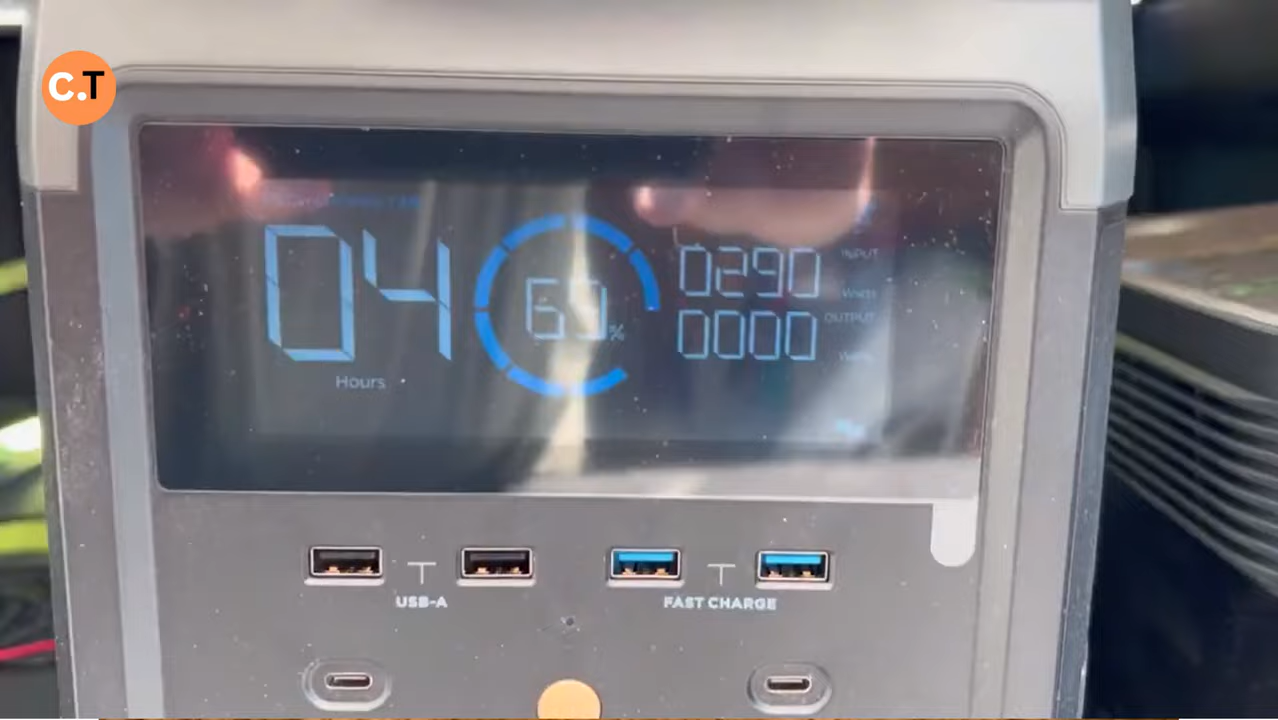 C.T
04
Hours
%
0290
INPUT
Watts
0000
OUTPUT
Watts
USB-A
FAST CHARGE